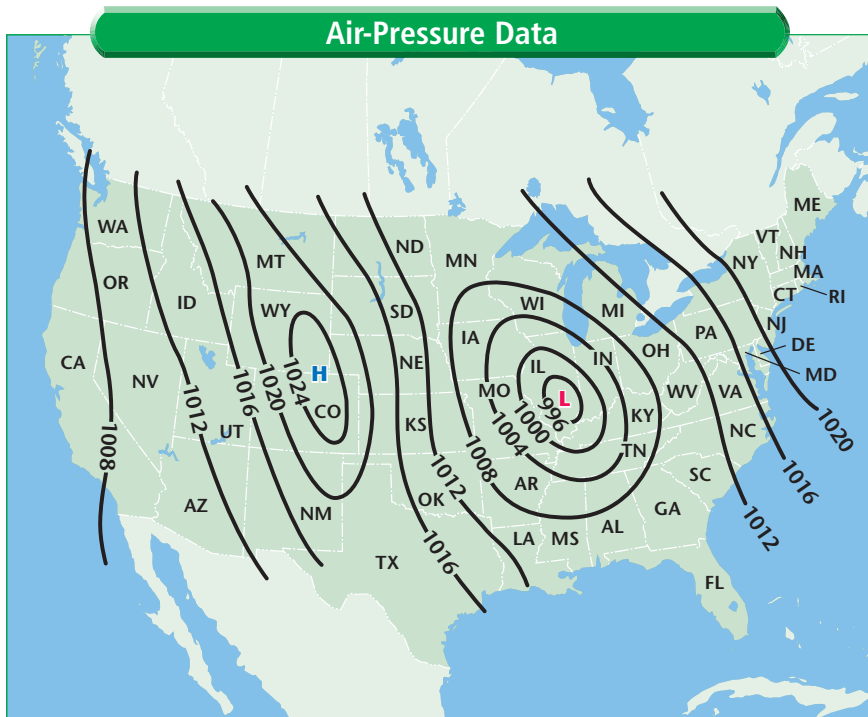 Air-Pressure Data
ME
WA
VT
ND
NH
MT
MN
NY
MA
OR
CT
RI
ID
WY
SD
WI
MI
NJ
PA
IA
OH
DE
CA
NV
NE
IL
IN
MD
H
1024
MO
L
WV
VA
1012
1016
1020
CO
996
1000
KY
UT
KS
1004
NC
1020
1008
TN
1008
1012
SC
1016
AZ
NM
OK
AR
GA
1012
AL
LA
MS
TX
1016
FL